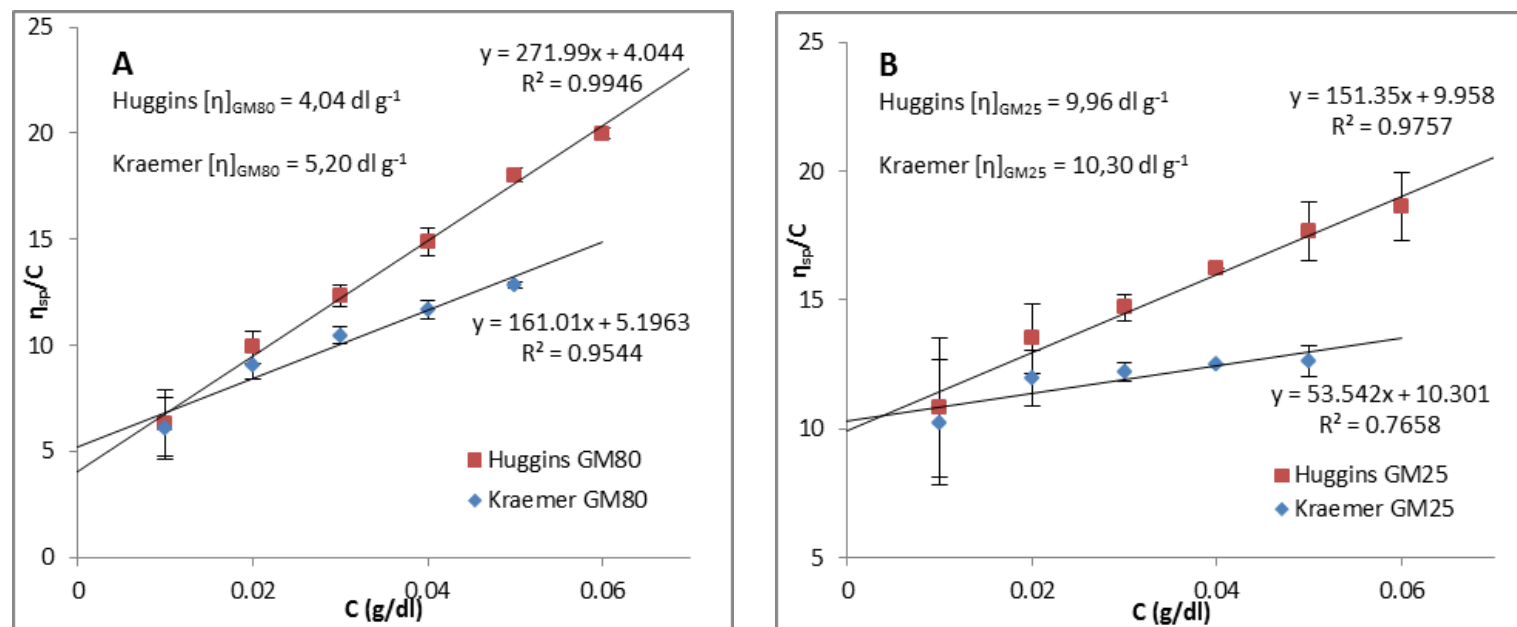 A
Huggins [η]GM80 = 4,04 dl g-1
Kraemer [η]GM80 = 5,20 dl g-1
y = 271.99x + 4.044
R² = 0.9946
y = 161.01x + 5.1963
R² = 0.9544
Huggins GM80
Kraemer GM80
25
20
15
10
5
0
ηsp/C
0
0.02
0.04
0.06
C (g/dl)
B
Huggins [η]GM25 = 9,96 dl g-1
Kraemer [η]GM25 = 10,30 dl g-1
y = 151.35x + 9.958
R² = 0.9757
y = 53.542x + 10.301
R² = 0.7658
Huggins GM25
Kraemer GM25
25
20
15
10
5
ηsp/C
0
0.02
0.04
0.06
C (g/dl)